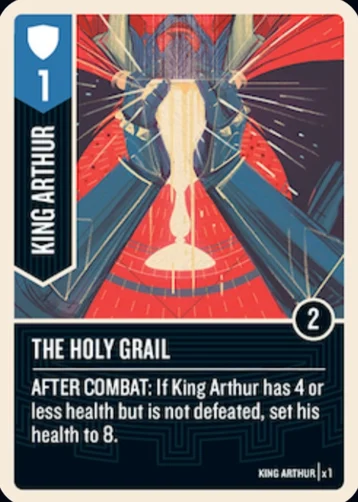 1
KING ARTHUR
2
THE HOLY GRAIL
AFTER COMBAT: If King Arthur has 4 or
less health but is not defeated, set his
health to 8.
KING ARTHUR | x1